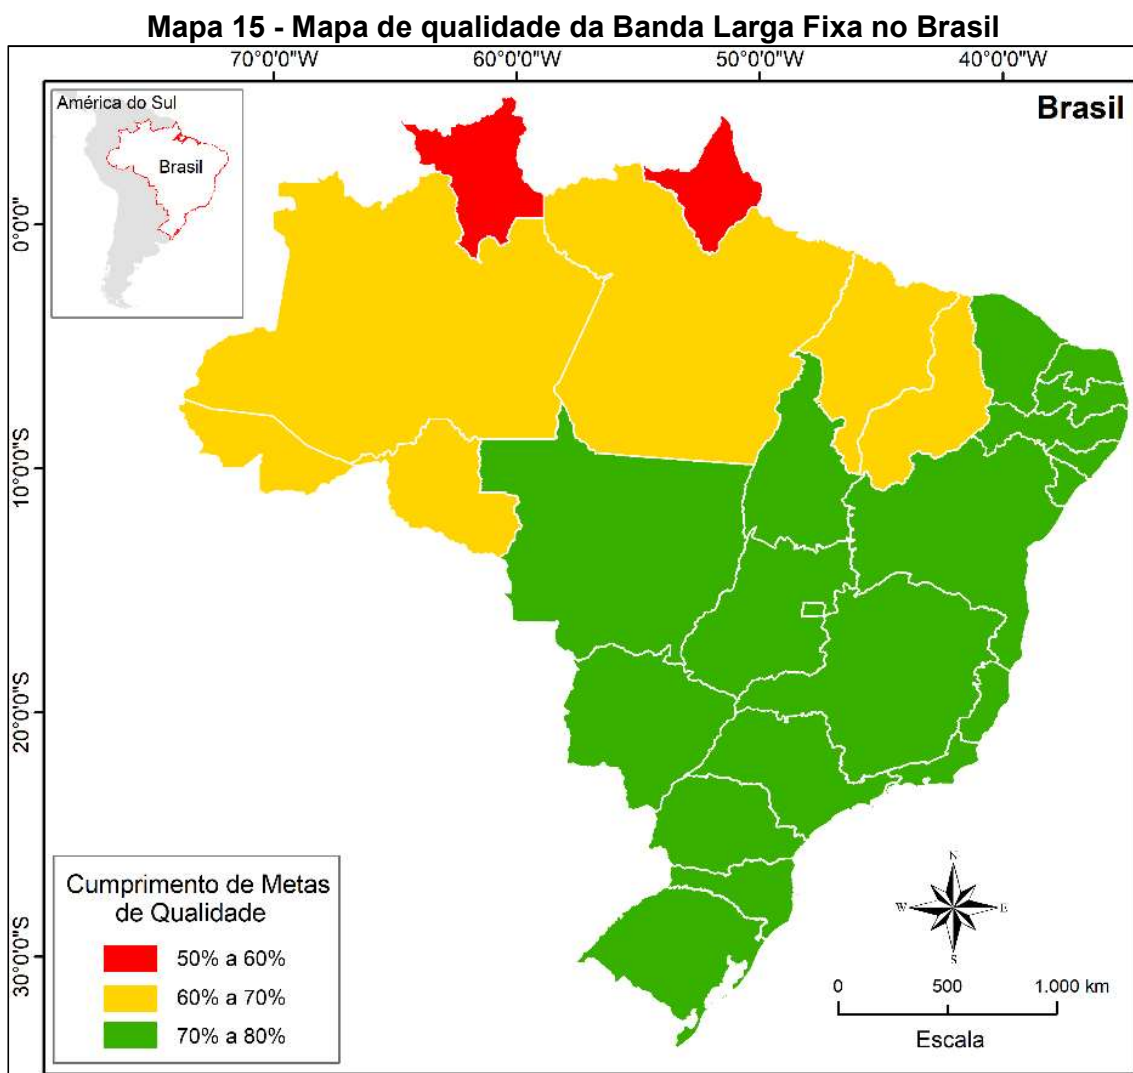 Mapa 15 - Mapa de qualidade da Banda Larga Fixa no Brasil
70°0'0"W 60°0'0"W 50°0'0"W 40°0'0"W
América do Sul
Brasil
Brasil
0°0'0"
10°0'0"S
20°0'0"S
30°0'0"S
Cumprimento de Metas
de Qualidade
50% a 60%
60% a 70%
70% a 80%
N
W E
S
0 500 1.000 km
Escala